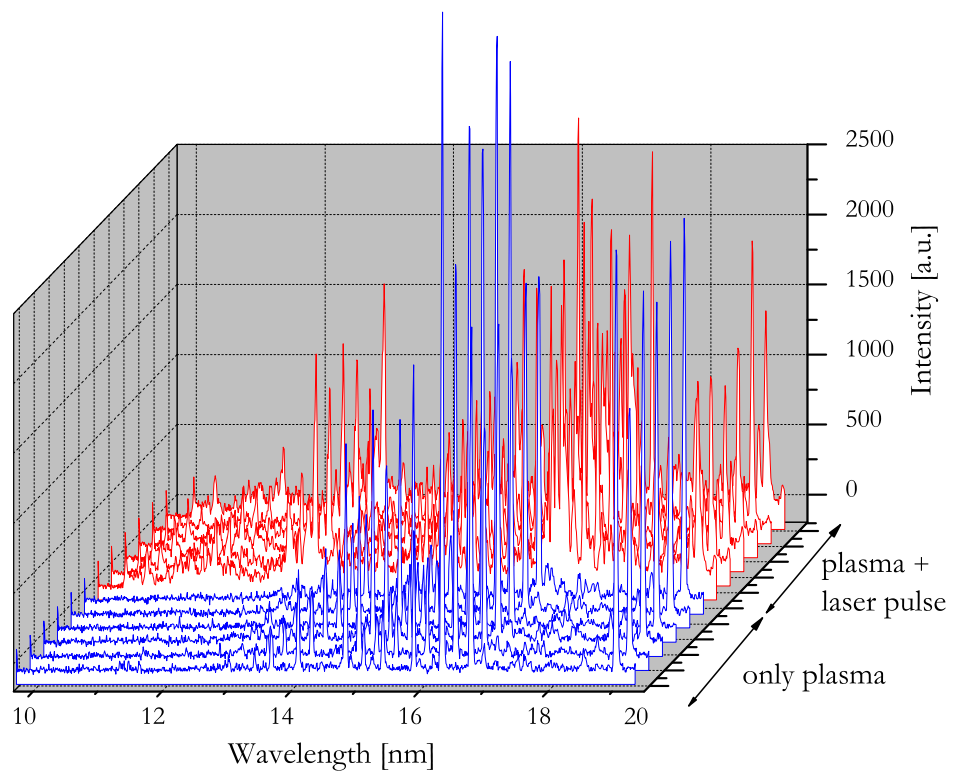 2500
2000
1500
1000
500
0
Intensity [a.u.]
plasma +
laser pulse
only plasma
10 12 14 16 18 20
Wavelength [nm]